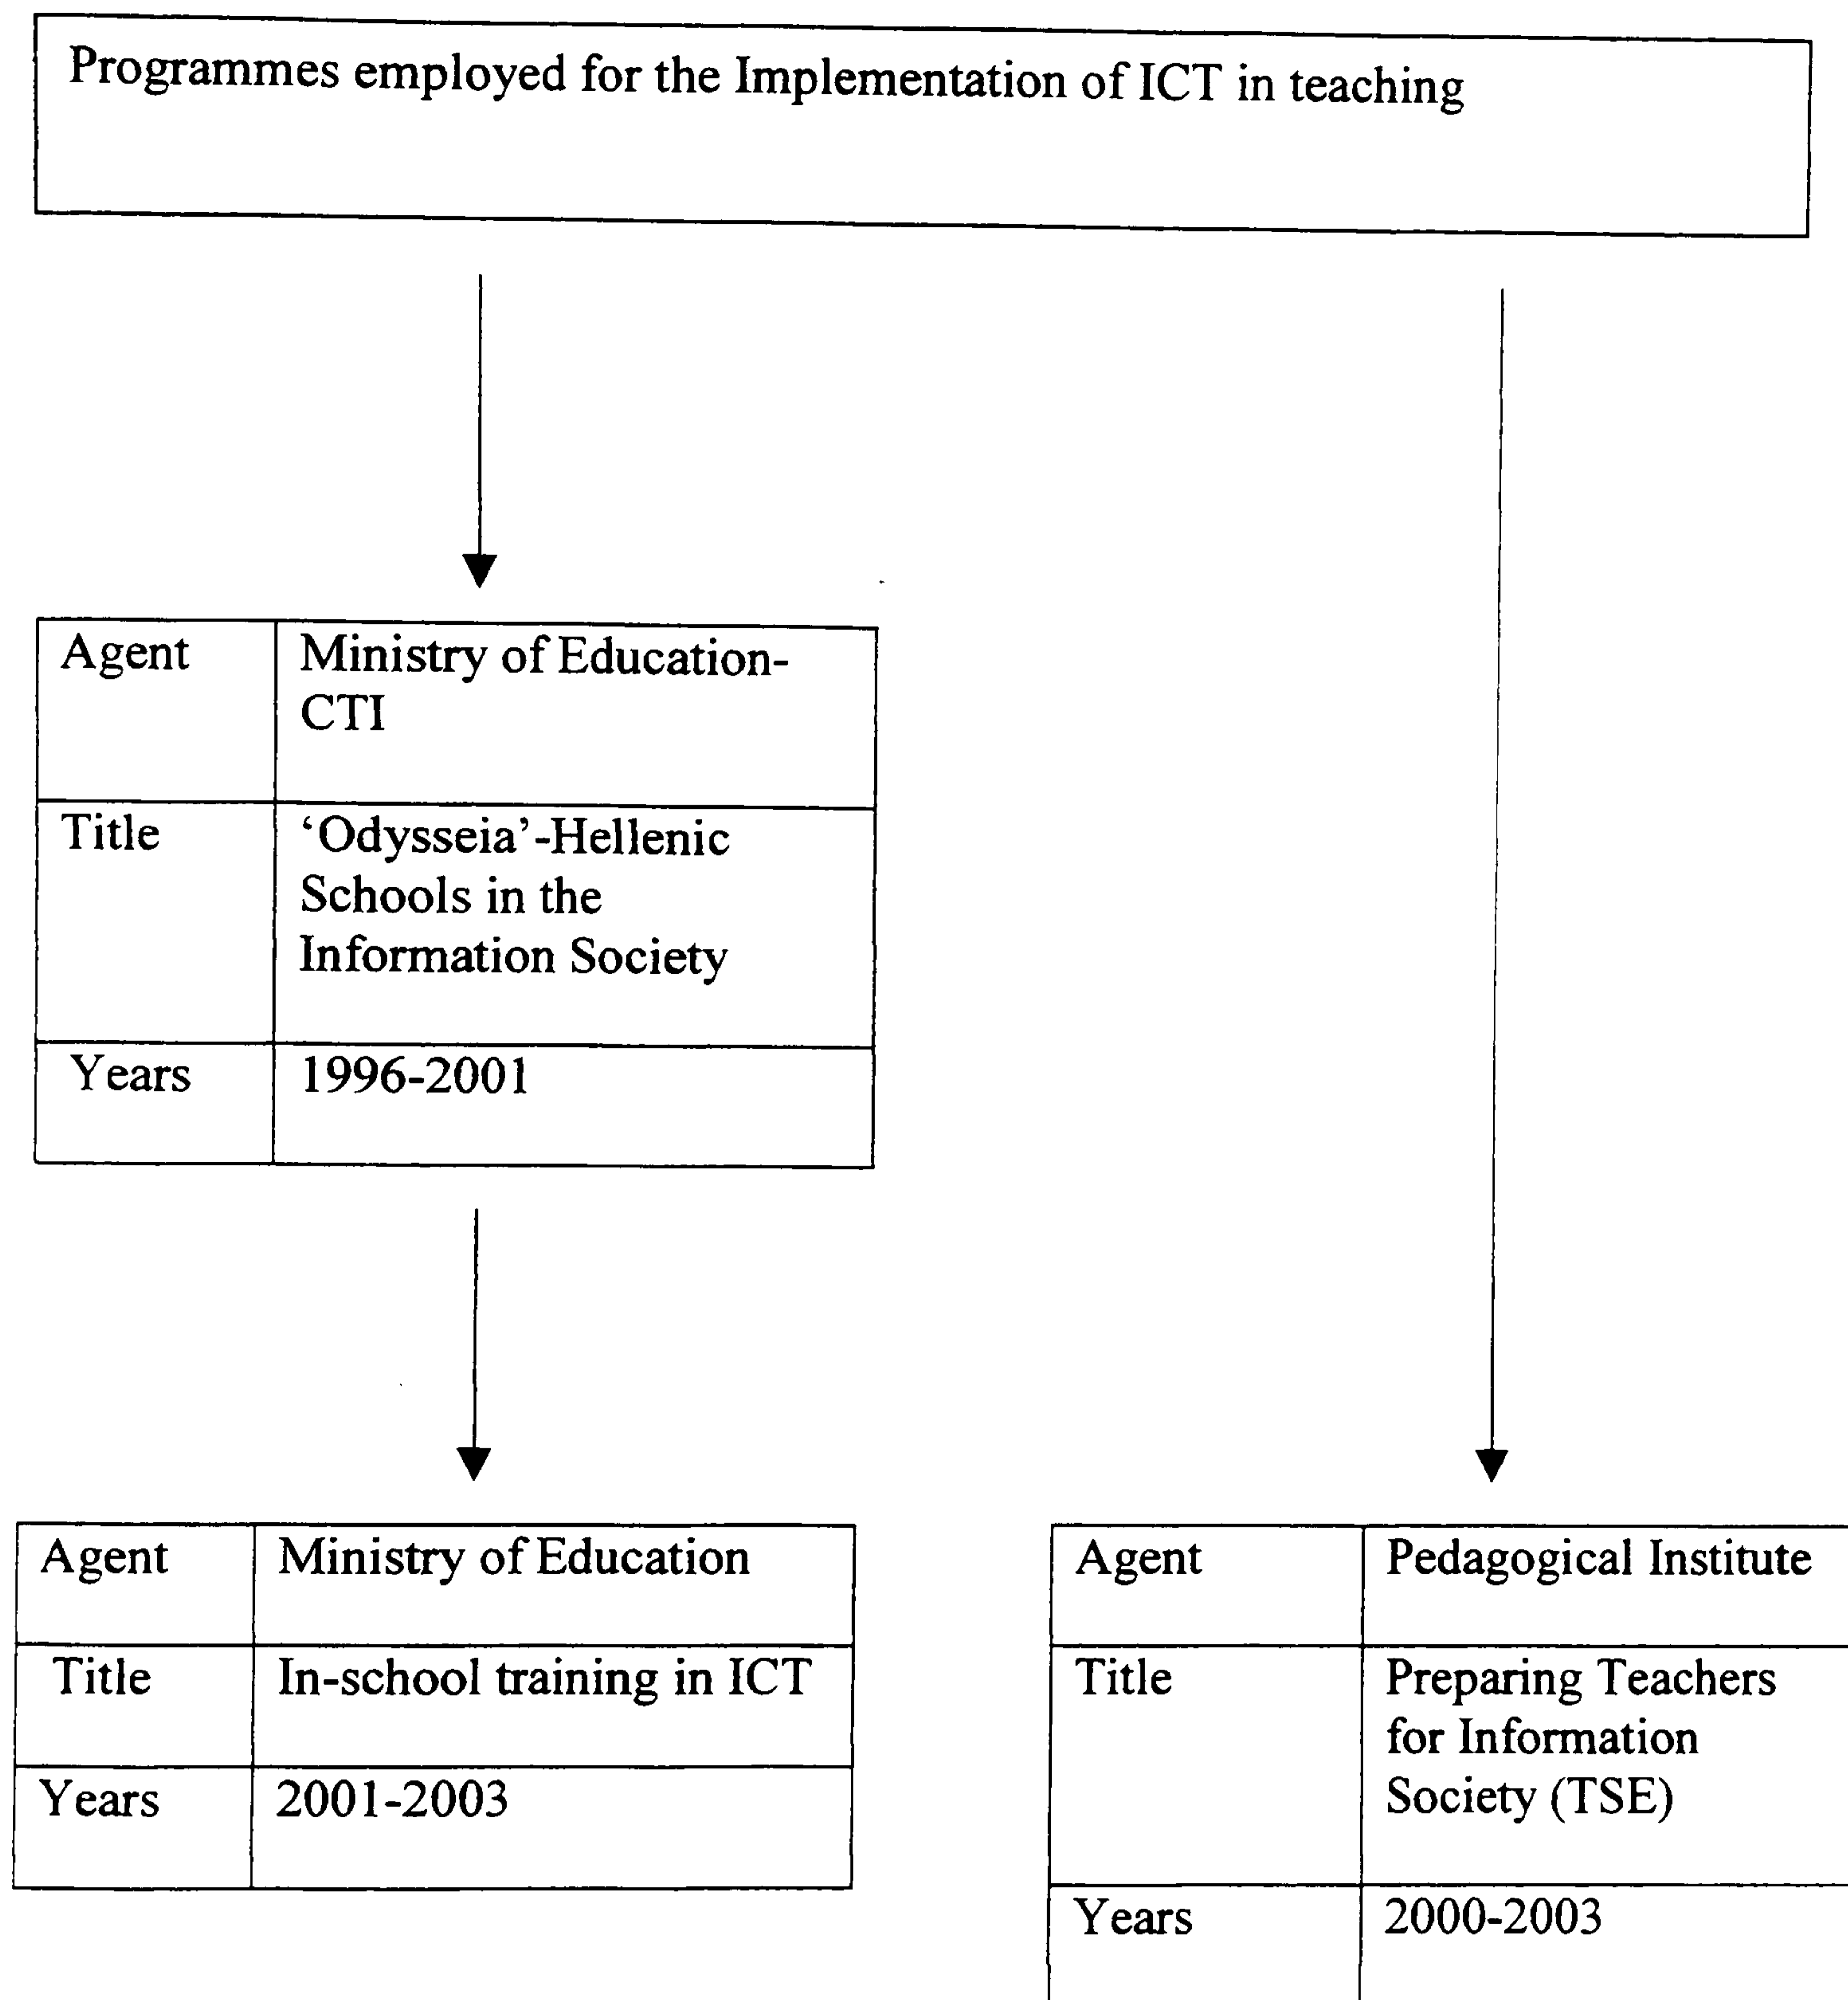 Programmes employed for the Implementation of ICT in teaching
Agent
Ministry of Education-
CTI
Title
‘Odysseia’-Hellenic
Schools in the
Information Society
Years
1996-2001
Agent
Ministry of Education
Title
In-school training in ICT
Years
2001-2003
Agent
Pedagogical Institute
Title
Preparing Teachers
for Information
Society (TSE)
Years
2000-2003